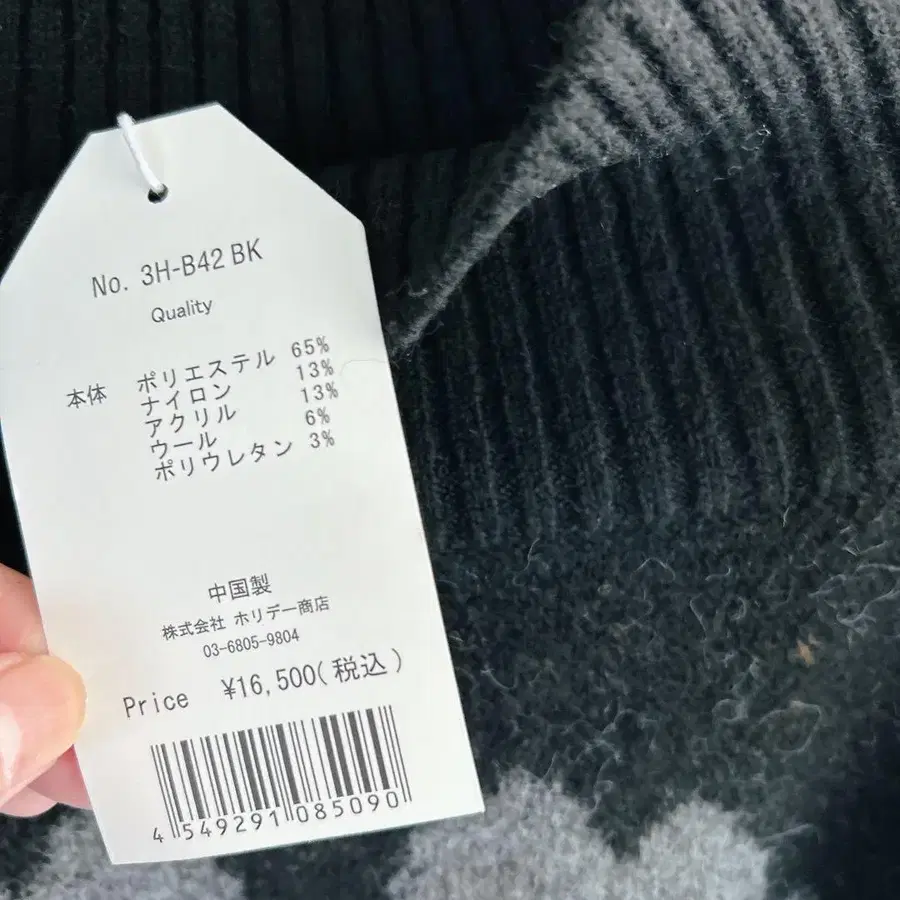 No. 3H-B42 BK
Quality
本体 ポリエステル 65%
ナイロン 13%
アクリル 13%
ウール 6%
ポリウレタン 3%
中国製
株式会社 ホリデー商店
03-6805-9804
Price ¥16,500(税込)
4 549291 085090